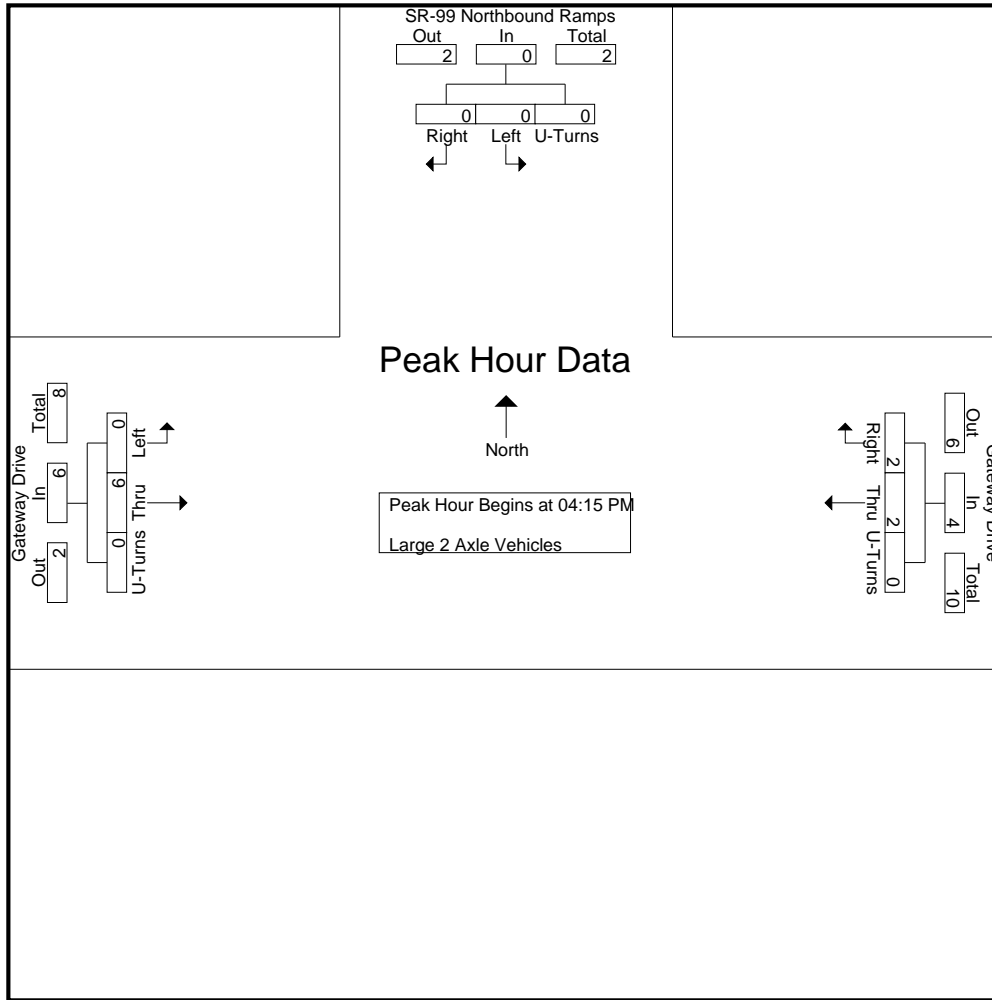 SR-99 Northbound Ramps
Out In Total
2 0 2
0 0 0
Right Left U-Turns
Peak Hour Data
North
Peak Hour Begins at 04:15 PM
Large 2 Axle Vehicles
Gateway Drive
Out In Total
2 6 8
0 6 0
U-Turns Thru Left
Gateway Drive
Out In Total
6 4 10
2 2 0
Right Thru U-Turns